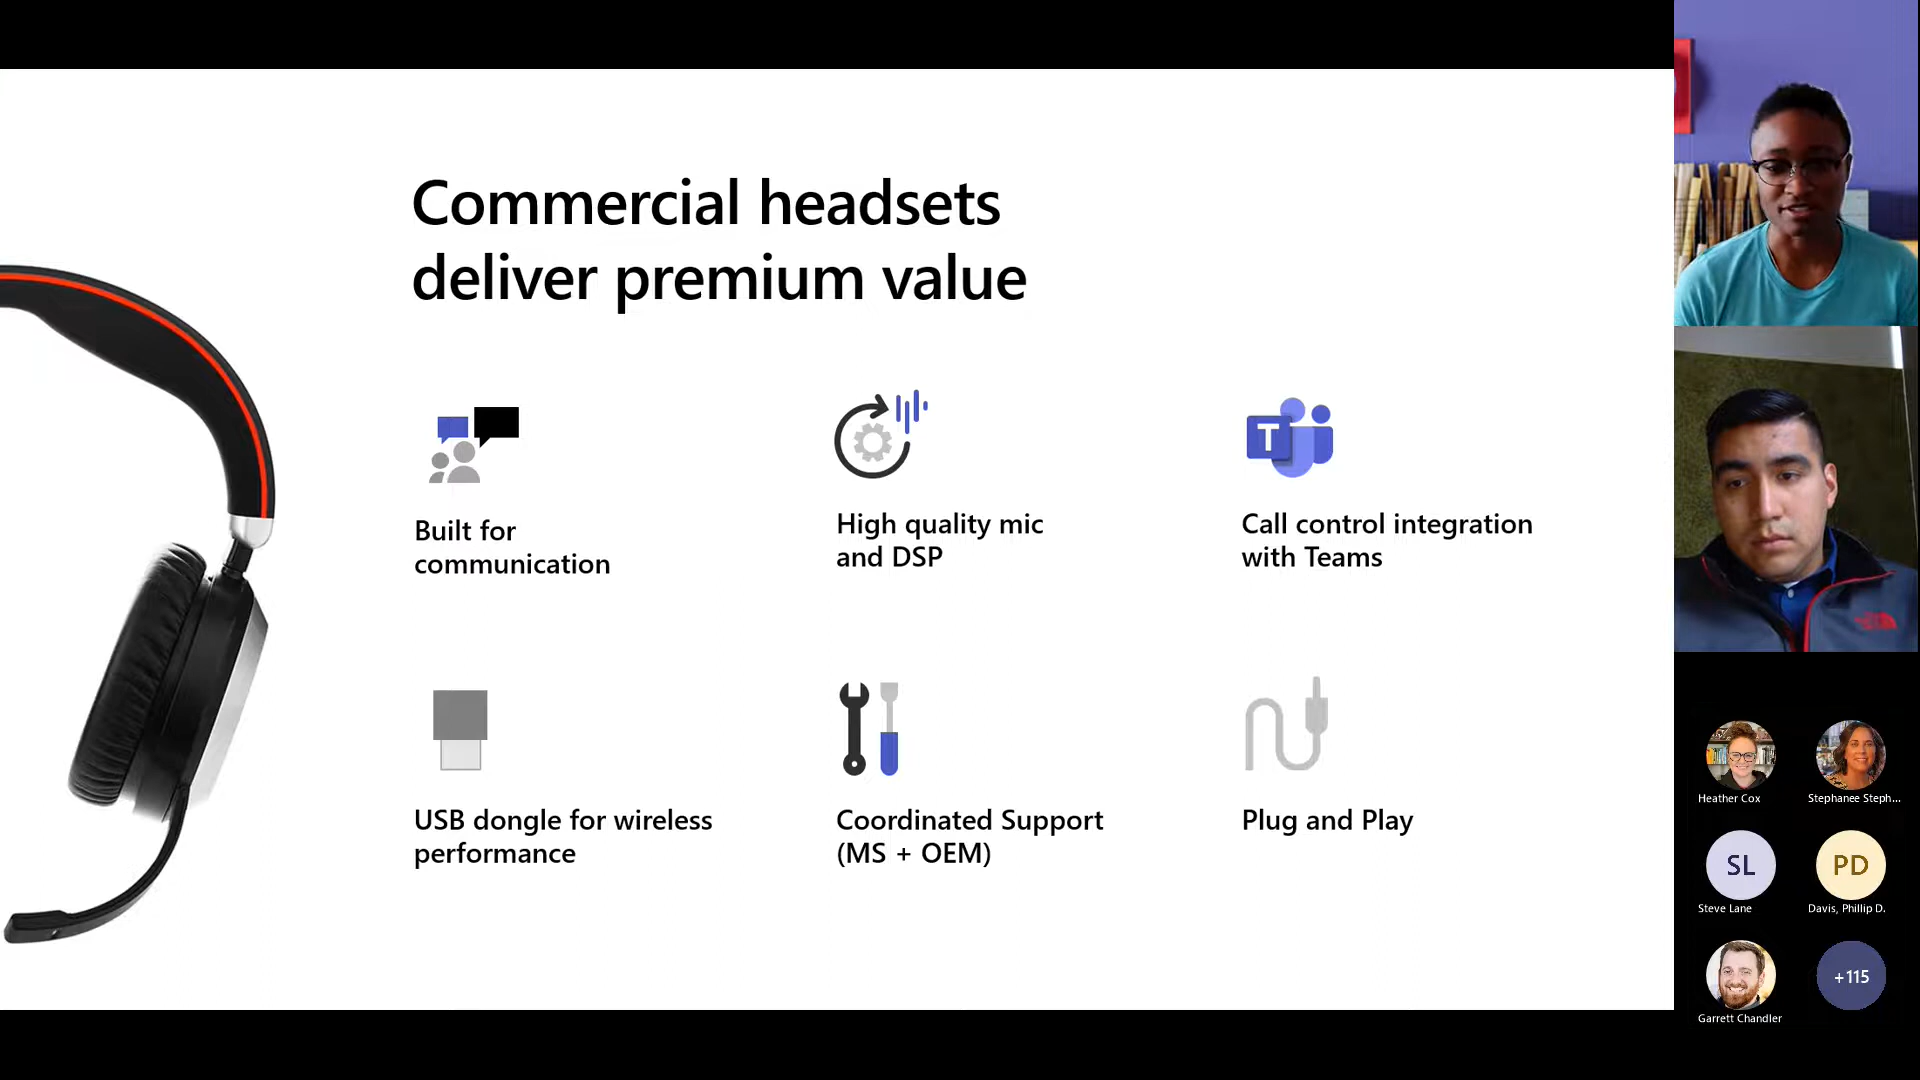 Commercial headsets
deliver premium value
Built for
communication
High quality mic
and DSP
T
Call control integration
with Teams
USB dongle for wireless
performance
Coordinated Support
(MS + OEM)
Plug and Play
Heather Cox
Stephanee Steph...
SL
Steve Lane
PD
Davis, Phillip D.
Garrett Chandler
+115